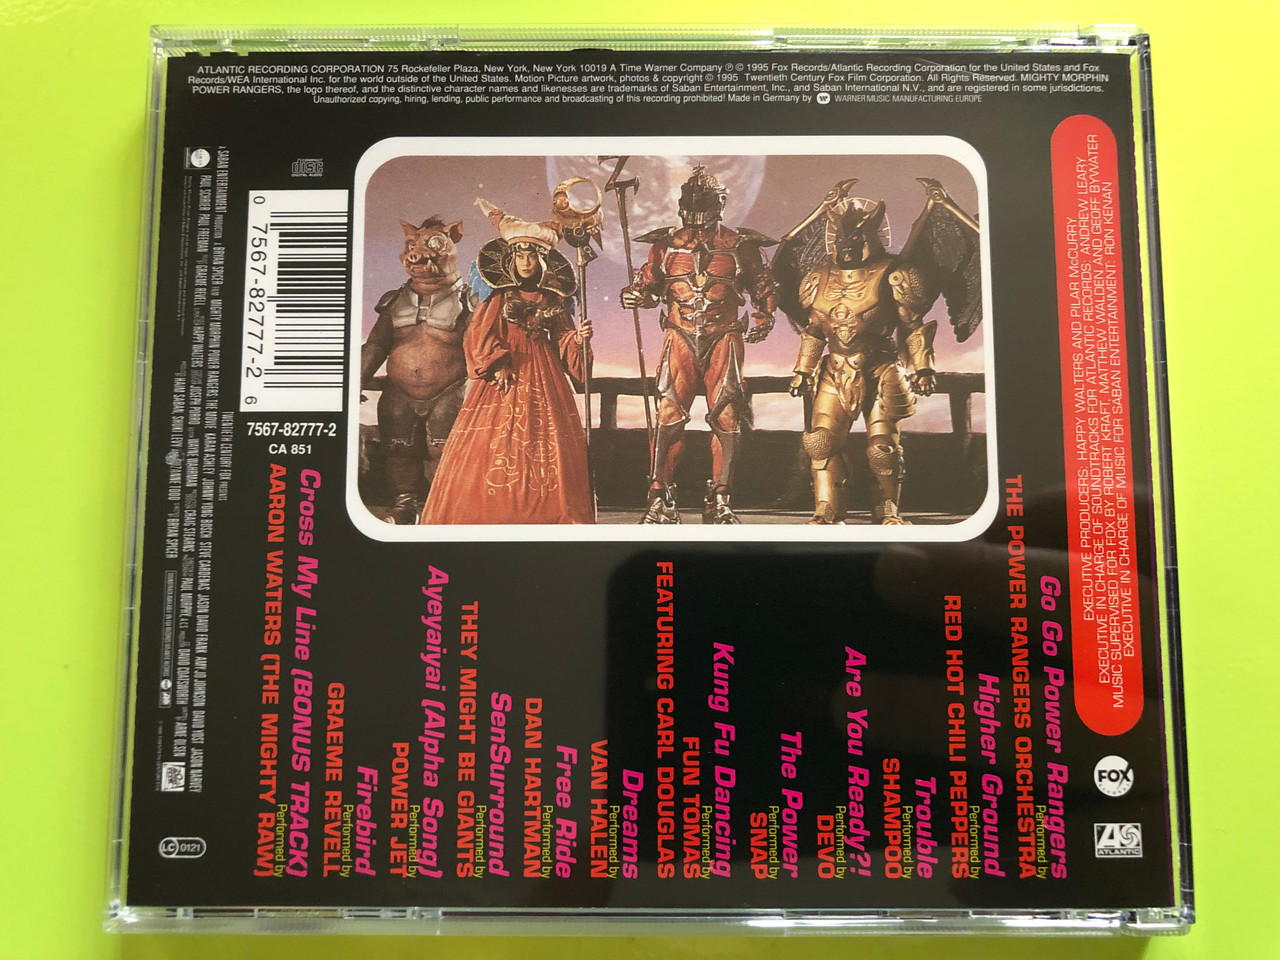 ATLANTIC RECORDING CORPORATION 75 Rockefeller Plaza, New York, New York 10019 A Time Warner Company ℗ © 1995 Fox Records/Atlantic Recording Corporation for the United States and Fox
Records/WEA International Inc. for the world outside of the United States. Motion Picture artwork, photos & copyright © 1995 Twentieth Century Fox Film Corporation. All Rights Reserved. MIGHTY MORPHIN
POWER RANGERS, the logo thereof, and the distinctive character names and likenesses are trademarks of Saban Entertainment, Inc., and Saban International N.V., and are registered in some jurisdictions.
Unauthorized copying, hiring, lending, public performance and broadcasting of this recording prohibited! Made in Germany by WARNER MUSIC MANUFACTURING EUROPE
EXECUTIVE PRODUCERS: HAPPY WALTERS AND PILAR McCURRY
EXECUTIVE IN CHARGE OF SOUNDTRACKS FOR ATLANTIC RECORDS: ANDREW LEARY
MUSIC SUPERVISED FOR FOX BY ROBERT KRAFT, MATTHEW WALDEN AND GEOFF BYWATER
EXECUTIVE IN CHARGE OF MUSIC FOR SABAN ENTERTAINMENT: RON KENAN
Go Go Power Rangers
Performed by
THE POWER RANGERS ORCHESTRA
Higher Ground
Performed by
RED HOT CHILI PEPPERS
Trouble
Performed by
SHAMPOO
Are You Ready?!
Performed by
DEVO
The Power
Performed by
SNAP
Kung Fu Dancing
Performed by
FUN TOMAS
FEATURING CARL DOUGLAS
Dreams
Performed by
VAN HALEN
Free Ride
Performed by
DAN HARTMAN
SenSurround
Performed by
THEY MIGHT BE GIANTS
Ayeyaiyai (Alpha Song)
Performed by
POWER JET
Firebird
Performed by
GRAEME REVELL
Cross My Line (BONUS TRACK)
Performed by
AARON WATERS (THE MIGHTY RAW)
COMPACT
disc
DIGITAL AUDIO
0 7567-82777-2 6
7567-82777-2
CA 851
FOX
RECORDS
ATLANTIC
LC 0121